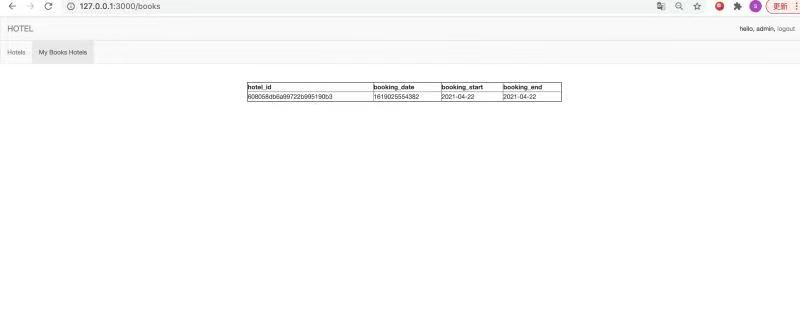 127.0.0.1:3000/books
S
更新
HOTEL
hello, admin, logout
Hotels My Books Hotels
hotel_id booking_date booking_start booking_end
608058db6a99722b995190b3 1619025554382 2021-04-22 2021-04-22